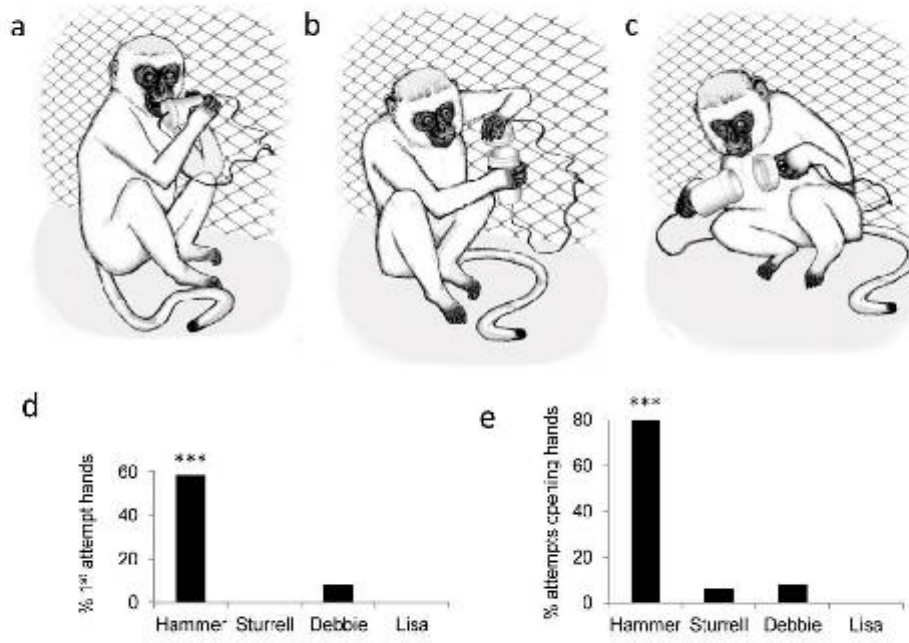 a
b
c
d
% 1st attempt hands
***
60
40
20
0
Hammer Sturrell Debbie Lisa
e
% attempts opening hands
***
80
60
40
20
0
Hammer Sturrell Debbie Lisa